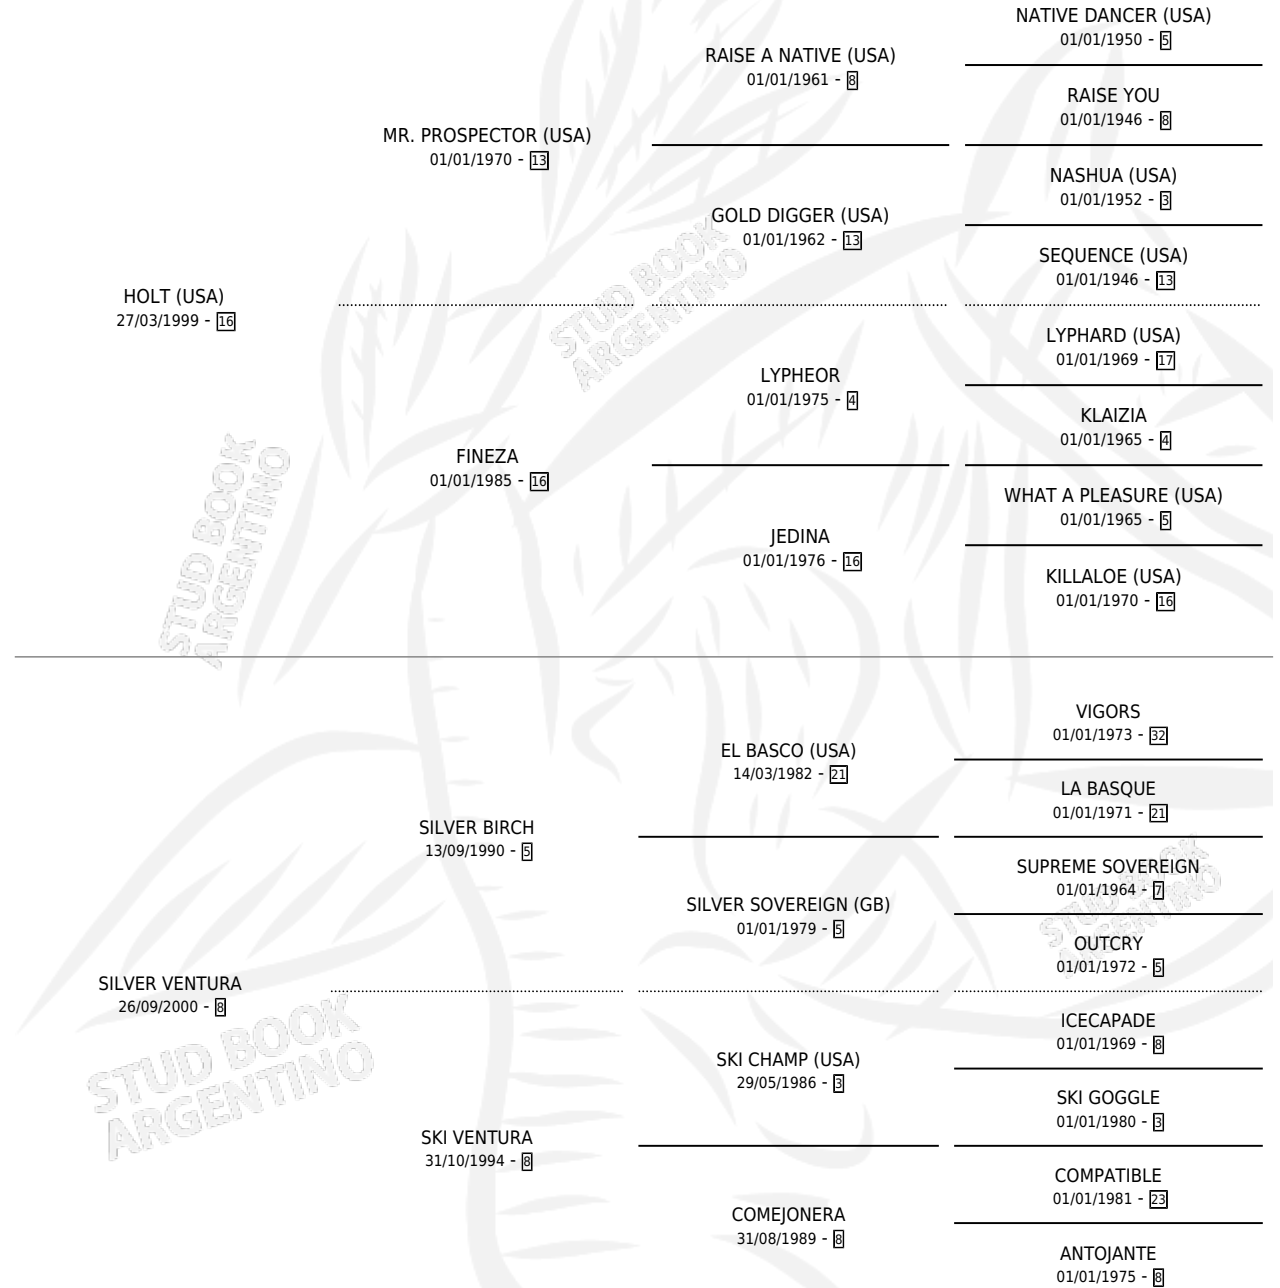 NATIVE DANCER (USA)
01/01/1950 - 5
RAISE A NATIVE (USA)
01/01/1961 - 8
RAISE YOU
01/01/1946 - 8
MR. PROSPECTOR (USA)
01/01/1970 - 13
NASHUA (USA)
01/01/1952 - 3
GOLD DIGGER (USA)
01/01/1962 - 13
SEQUENCE (USA)
01/01/1946 - 13
HOLT (USA)
27/03/1999 - 16
LYPHARD (USA)
01/01/1969 - 17
LYPHEOR
01/01/1975 - 4
KLAIZIA
01/01/1965 - 4
FINEZA
01/01/1985 - 16
WHAT A PLEASURE (USA)
01/01/1965 - 5
JEDINA
01/01/1976 - 16
KILLALOE (USA)
01/01/1970 - 16
STUD BOOK
ARGENTINO
STUD BOOK
ARGENTINO
VIGORS
01/01/1973 - 32
EL BASCO (USA)
14/03/1982 - 21
LA BASQUE
01/01/1971 - 21
SILVER BIRCH
13/09/1990 - 5
SUPREME SOVEREIGN
01/01/1964 - 7
SILVER SOVEREIGN (GB)
01/01/1979 - 5
OUTCRY
01/01/1972 - 5
SILVER VENTURA
26/09/2000 - 8
ICECAPADE
01/01/1969 - 8
SKI CHAMP (USA)
29/05/1986 - 3
SKI GOGGLE
01/01/1980 - 3
SKI VENTURA
31/10/1994 - 8
COMPATIBLE
01/01/1981 - 23
COMEJONERA
31/08/1989 - 8
ANTOJANTE
01/01/1975 - 8
STUD BOOK
ARGENTINO
STUD BOOK
ARGENTINO